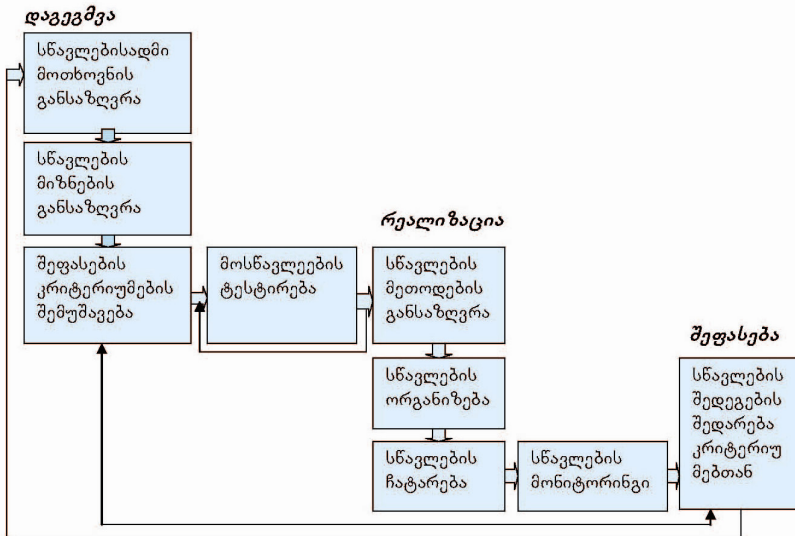 დაგეგმვა
სწავლებისადმი
მოთხოვნის
განსაზღვრა
სწავლების
მიზნების
განსაზღვრა
შეფასების
კრიტერიუმების
შემუშავება
მოსწავლეების
ტესტირება
რეალიზაცია
სწავლების
მეთოდების
განსაზღვრა
სწავლების
ორგანიზება
სწავლების
ჩატარება
სწავლების
მონიტორინგი
შეფასება
სწავლების
შედეგების
შედარება
კრიტერიუ
მებთან